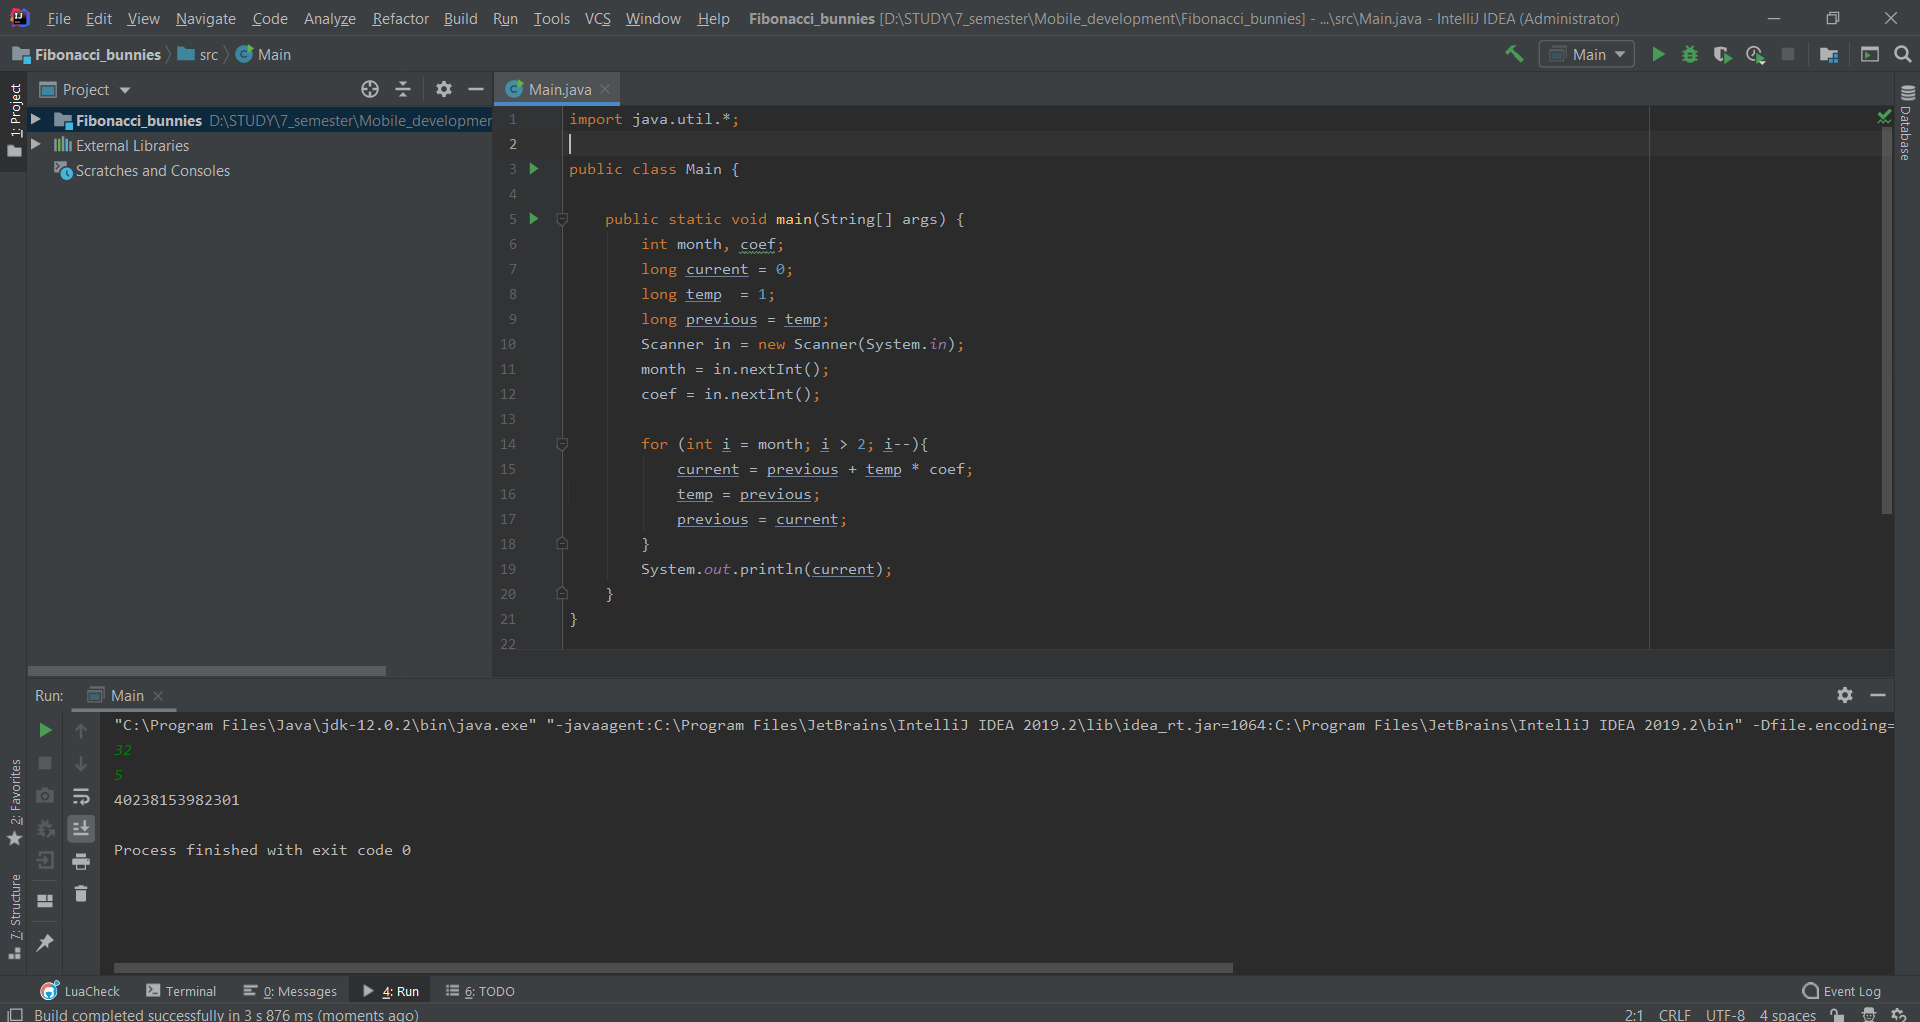 File Edit View Navigate Code Analyze Refactor Build Run Tools VCS Window Help Fibonacci_bunnies [D:\STUDY\7_semester\Mobile_development\Fibonacci_bunnies] - ...\src\Main.java - IntelliJ IDEA (Administrator)
Fibonacci_bunnies src Main Main
1: Project
Project
Fibonacci_bunnies D:\STUDY\7_semester\Mobile_developmer
External Libraries
Scratches and Consoles
Main.java
1 import java.util.*;
2
3 public class Main {
4
5 public static void main(String[] args) {
6 int month, coef;
7 long current = 0;
8 long temp  = 1;
9 long previous = temp;
10 Scanner in = new Scanner(System.in);
11 month = in.nextInt();
12 coef = in.nextInt();
13
14 for (int i = month; i > 2; i--){
15 current = previous + temp * coef;
16 temp = previous;
17 previous = current;
18 }
19 System.out.println(current);
20 }
21 }
22
Database
Run: Main
"C:\Program Files\Java\jdk-12.0.2\bin\java.exe" "-javaagent:C:\Program Files\JetBrains\IntelliJ IDEA 2019.2\lib\idea_rt.jar=1064:C:\Program Files\JetBrains\IntelliJ IDEA 2019.2\bin" -Dfile.encoding=
32
5
40238153982301
Process finished with exit code 0
2: Favorites
7: Structure
LuaCheck Terminal 0: Messages 4: Run 6: TODO Event Log
Build completed successfully in 3 s 876 ms (moments ago) 2:1 CRLF UTF-8 4 spaces